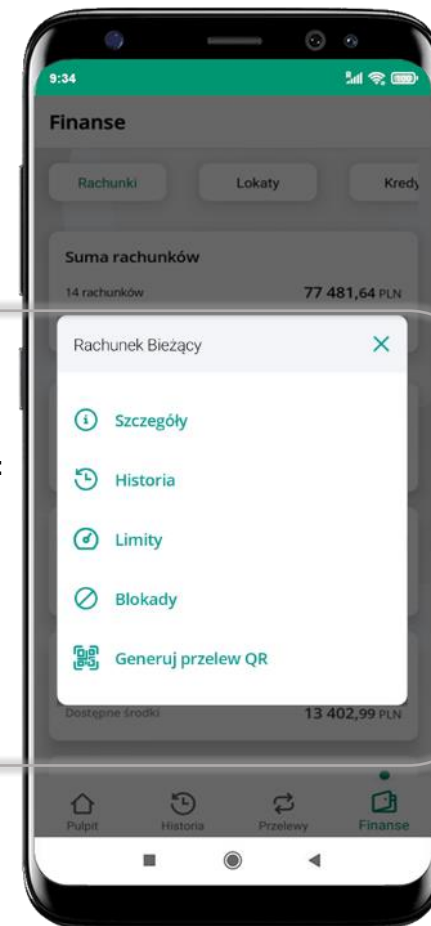 9:34
Finanse
Rachunki Lokaty Kredy
Suma rachunków
14 rachunków 77 481,64 PLN
Rachunek Bieżący
Szczegóły
Historia
Limity
Blokady
Generuj przelew QR
Dostępne środki 13 402,99 PLN
Pulpit Historia Przelewy Finanse